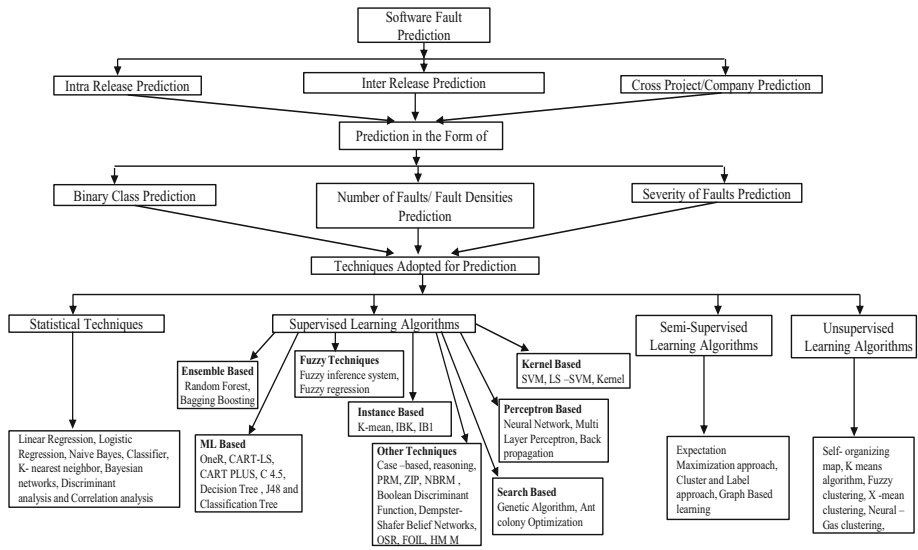 Software Fault
Prediction
Intra Release Prediction
Inter Release Prediction
Cross Project/Company Prediction
Prediction in the Form of
Binary Class Prediction
Number of Faults/ Fault Densities
Prediction
Severity of Faults Prediction
Techniques Adopted for Prediction
Statistical Techniques
Supervised Learning Algorithms
Semi-Supervised
Learning Algorithms
Unsupervised
Learning Algorithms
Linear Regression, Logistic
Regression, Naive Bayes, Classifier,
K- nearest neighbor, Bayesian
networks, Discriminant
analysis and Correlation analysis
Ensemble Based
Random Forest,
Bagging Boosting
ML Based
OneR, CART-LS,
CART PLUS, C 4.5,
Decision Tree , J48 and
Classification Tree
Fuzzy Techniques
Fuzzy inference system,
Fuzzy regression
Instance Based
K-mean, IBK, IB1
Other Techniques
Case –based, reasoning,
PRM, ZIP, NBRM ,
Boolean Discriminant
Function, Dempster-
Shafer Belief Networks,
OSR, FOIL, HM M
Kernel Based
SVM, LS –SVM, Kernel
Perceptron Based
Neural Network, Multi
Layer Perceptron, Back
propagation
Search Based
Genetic Algorithm, Ant
colony Optimization
Expectation
Maximization approach,
Cluster and Label
approach, Graph Based
learning
Self- organizing
map, K means
algorithm, Fuzzy
clustering, X -mean
clustering, Neural –
Gas clustering,